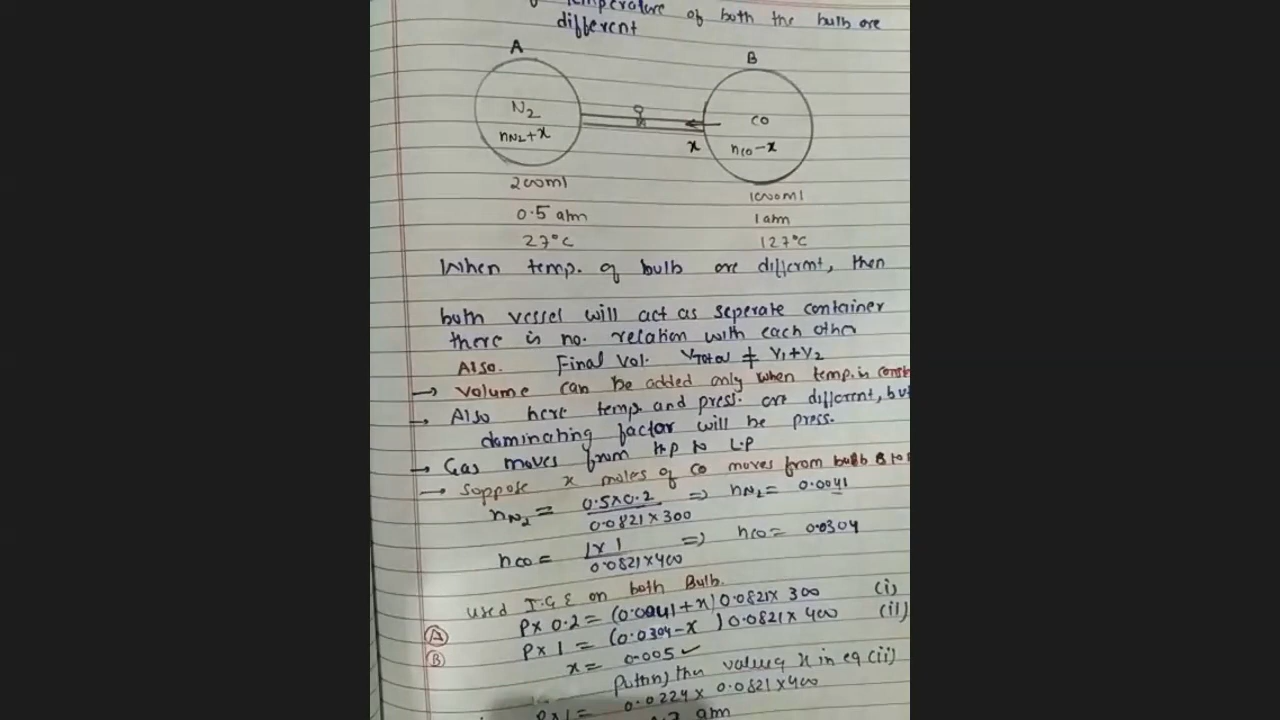 temperature of both the bulb are
different
A
B
N2
CO
nN2+x
x
nCO-x
200ml
1000ml
0.5 atm
1 atm
27°C
127°C
When temp. of bulb are differnt, then
both vessel will act as seperate container
there is no. relation with each other
Also. Final Vol. VTotal ≠ V1+V2
→ Volume can be added only when temp. is const
→ Also here temp. and press. are different, but
dominating factor will be press.
→ Gas moves from H.P to L.P
→ Suppose x moles of CO moves from bulb B to
nN2 = 0.5×0.2 / 0.0821×300 ⇒ nN2 = 0.0041
nCO = 1×1 / 0.0821×400 ⇒ nCO = 0.0304
Used I.G.E on both Bulb.
A P×0.2 = (0.0041+x) 0.0821×300 (i)
B P×1 = (0.0304-x) 0.0821×400 (ii)
x = 0.005 ✓
Putting the value x in eq (ii)
P×1 = 0.0224×0.0821×400
atm